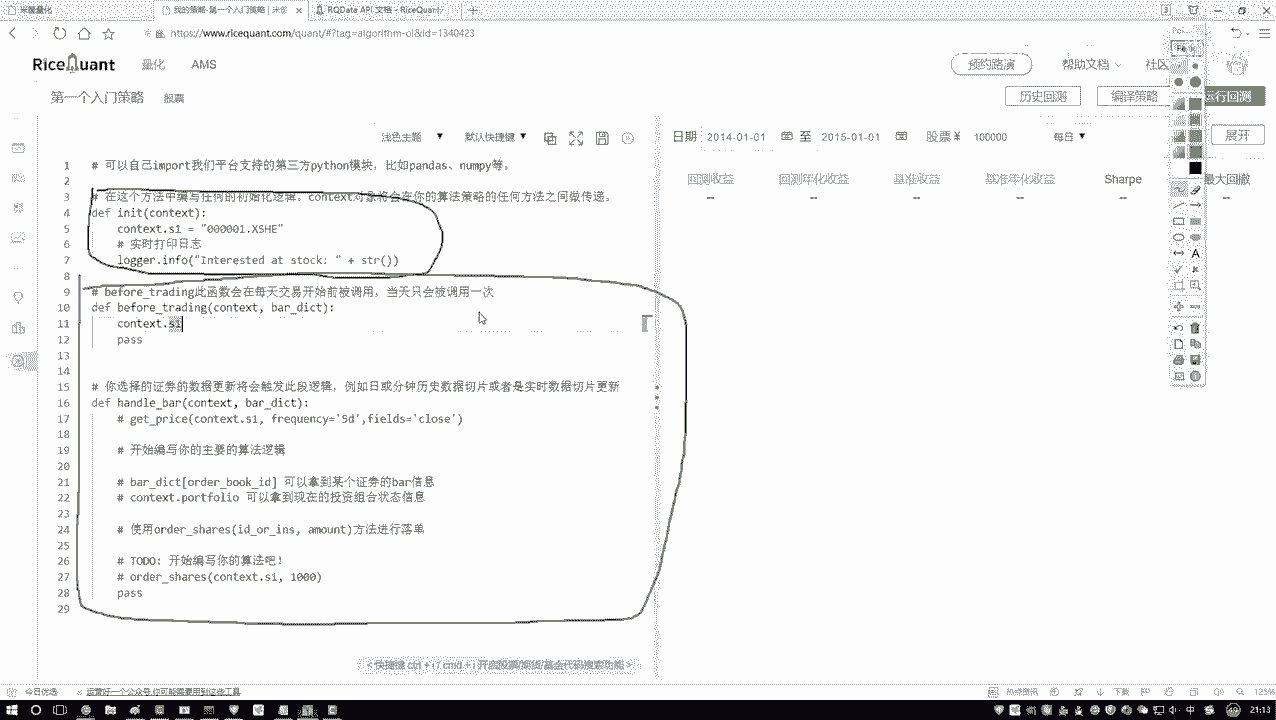 我的策略-第一个入门策略 | 米
RQData API 文档 - RiceQuant
https://www.ricequant.com/quant/#?tag=algorithm-ol&id=1340423
RiceQuant 量化 AMS 预约路演 帮助文档 社区
第一个入门策略 股票 历史回测 编译策略 运行回测
浅色主题 默认快捷键 日期 2014-01-01 至 2015-01-01 股票 ¥ 100000 每日 展开
回测收益 回测年化收益 基准收益 基准年化收益 Sharpe 最大回撤
-- -- -- -- -- --
1 # 可以自己import我们平台支持的第三方python模块，比如pandas、numpy等。
2
3 # 在这个方法中编写任何的初始化逻辑。context对象将会在你的算法策略的任何方法之间做传递。
4 def init(context):
5 context.s1 = "000001.XSHE"
6 # 实时打印日志
7 logger.info("Interested at stock: " + str())
8
9 # before_trading此函数会在每天交易开始前被调用，当天只会被调用一次
10 def before_trading(context, bar_dict):
11 context.s1
12 pass
13
14
15 # 你选择的证券的数据更新将会触发此段逻辑，例如日或分钟历史数据切片或者是实时数据切片更新
16 def handle_bar(context, bar_dict):
17 # get_price(context.s1, frequency='5d',fields='close')
18
19 # 开始编写你的主要的算法逻辑
20
21 # bar_dict[order_book_id] 可以拿到某个证券的bar信息
22 # context.portfolio 可以拿到现在的投资组合状态信息
23
24 # 使用order_shares(id_or_ins, amount)方法进行落单
25
26 # TODO: 开始编写你的算法吧！
27 # order_shares(context.s1, 1000)
28 pass
29
< 快捷键 ctrl + i / cmd + i 开启股票/期货/基金代码搜索功能 >
今日优选 运营好一个公众号,你可能需要用到这些工具 热点资讯 下载 125%
中 21:13